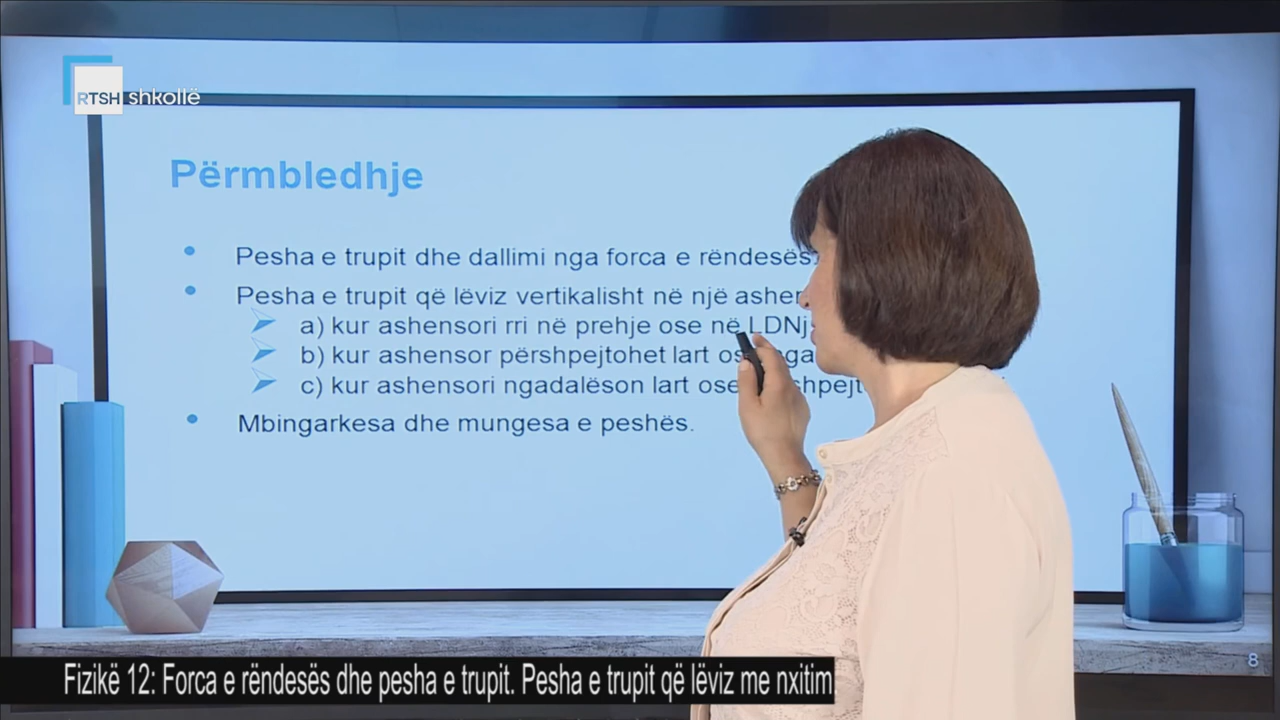 RTSH shkollë
Përmbledhje
Pesha e trupit dhe dallimi nga forca e rëndesës.
Pesha e trupit që lëviz vertikalisht në një
a) kur ashensori rri në prehje ose në LDNj
b) kur ashensor përshpejtohet lart
c) kur ashensori ngadalëson lart ose
Mbingarkesa dhe mungesa e peshës.
8
Fizikë 12: Forca e rëndesës dhe pesha e trupit. Pesha e trupit që lëviz me nxitim